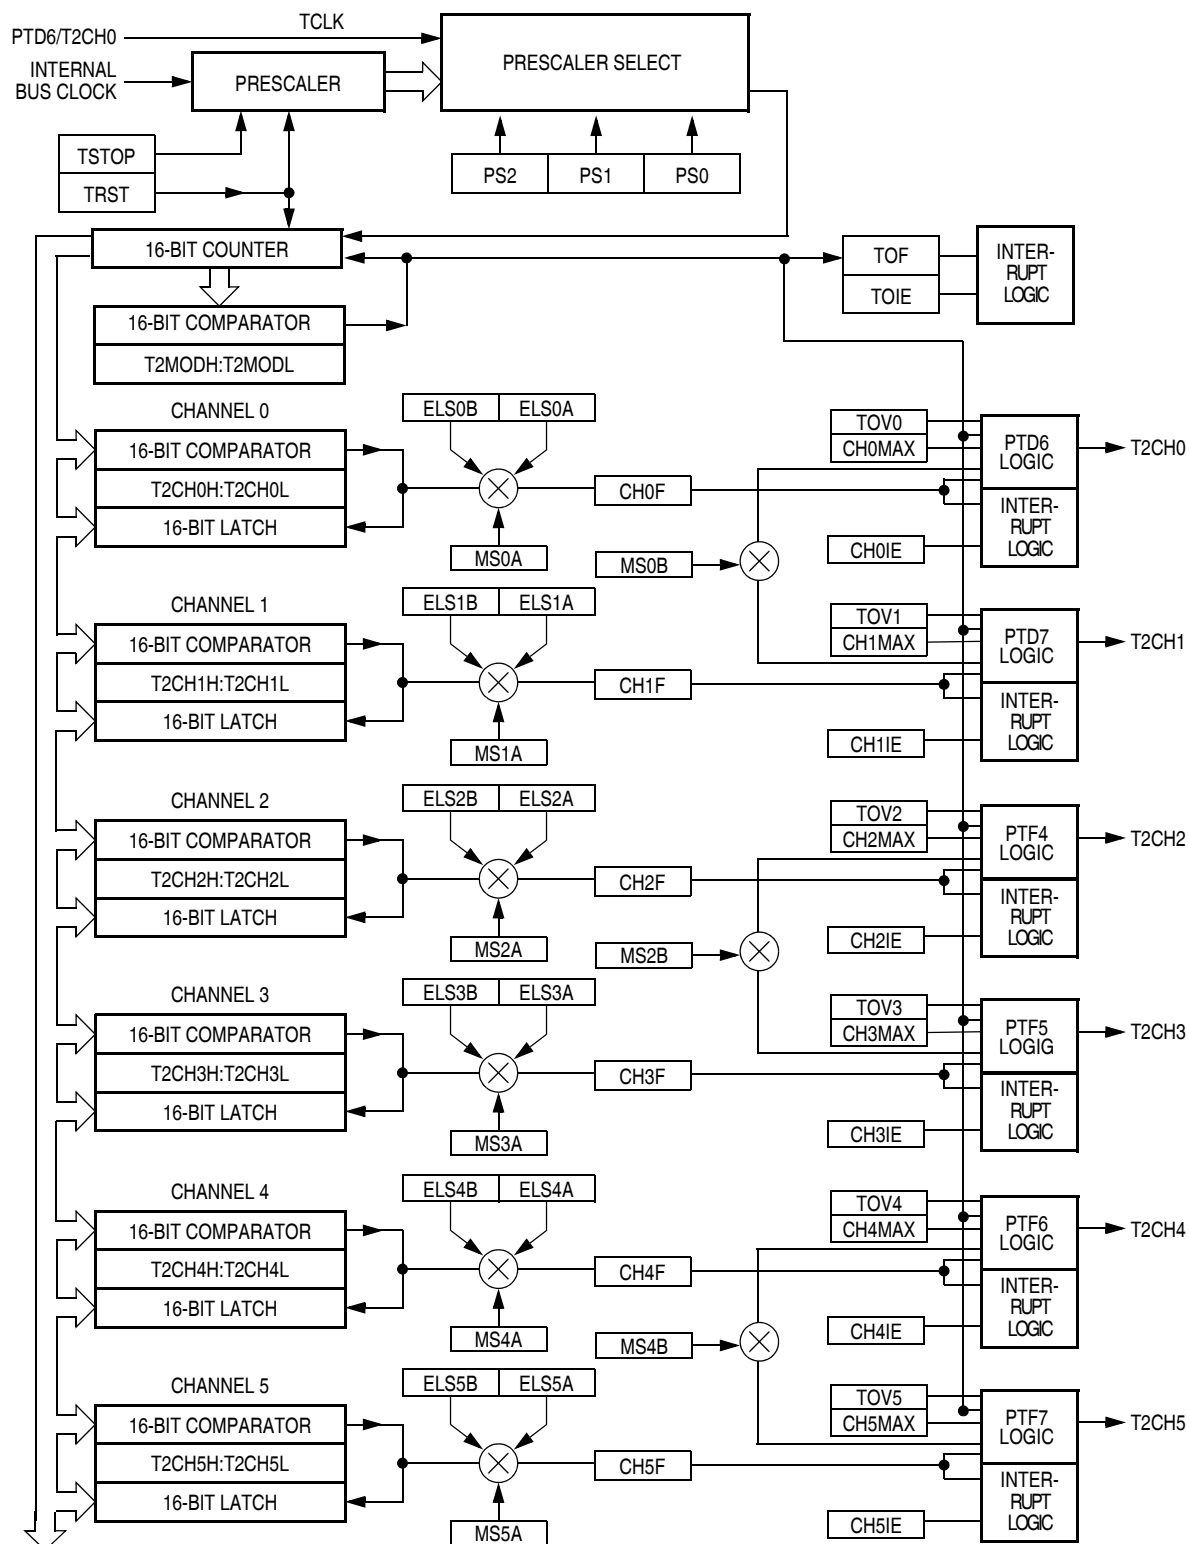 TCLK
PTD6/T2CH0
INTERNAL
BUS CLOCK
PRESCALER
PRESCALER SELECT
TSTOP
TRST
PS2 PS1 PS0
16-BIT COUNTER
TOF
TOIE
INTER-
RUPT
LOGIC
16-BIT COMPARATOR
T2MODH:T2MODL
CHANNEL 0
16-BIT COMPARATOR
T2CH0H:T2CH0L
16-BIT LATCH
ELS0B ELS0A
MS0A
CH0F
MS0B
TOV0
CH0MAX
CH0IE
PTD6
LOGIC
INTER-
RUPT
LOGIC
T2CH0
CHANNEL 1
16-BIT COMPARATOR
T2CH1H:T2CH1L
16-BIT LATCH
ELS1B ELS1A
MS1A
CH1F
TOV1
CH1MAX
CH1IE
PTD7
LOGIC
INTER-
RUPT
LOGIC
T2CH1
CHANNEL 2
16-BIT COMPARATOR
T2CH2H:T2CH2L
16-BIT LATCH
ELS2B ELS2A
MS2A
CH2F
MS2B
TOV2
CH2MAX
CH2IE
PTF4
LOGIC
INTER-
RUPT
LOGIC
T2CH2
CHANNEL 3
16-BIT COMPARATOR
T2CH3H:T2CH3L
16-BIT LATCH
ELS3B ELS3A
MS3A
CH3F
TOV3
CH3MAX
CH3IE
PTF5
LOGIG
INTER-
RUPT
LOGIC
T2CH3
CHANNEL 4
16-BIT COMPARATOR
T2CH4H:T2CH4L
16-BIT LATCH
ELS4B ELS4A
MS4A
CH4F
MS4B
TOV4
CH4MAX
CH4IE
PTF6
LOGIC
INTER-
RUPT
LOGIC
T2CH4
CHANNEL 5
16-BIT COMPARATOR
T2CH5H:T2CH5L
16-BIT LATCH
ELS5B ELS5A
MS5A
CH5F
TOV5
CH5MAX
CH5IE
PTF7
LOGIC
INTER-
RUPT
LOGIC
T2CH5